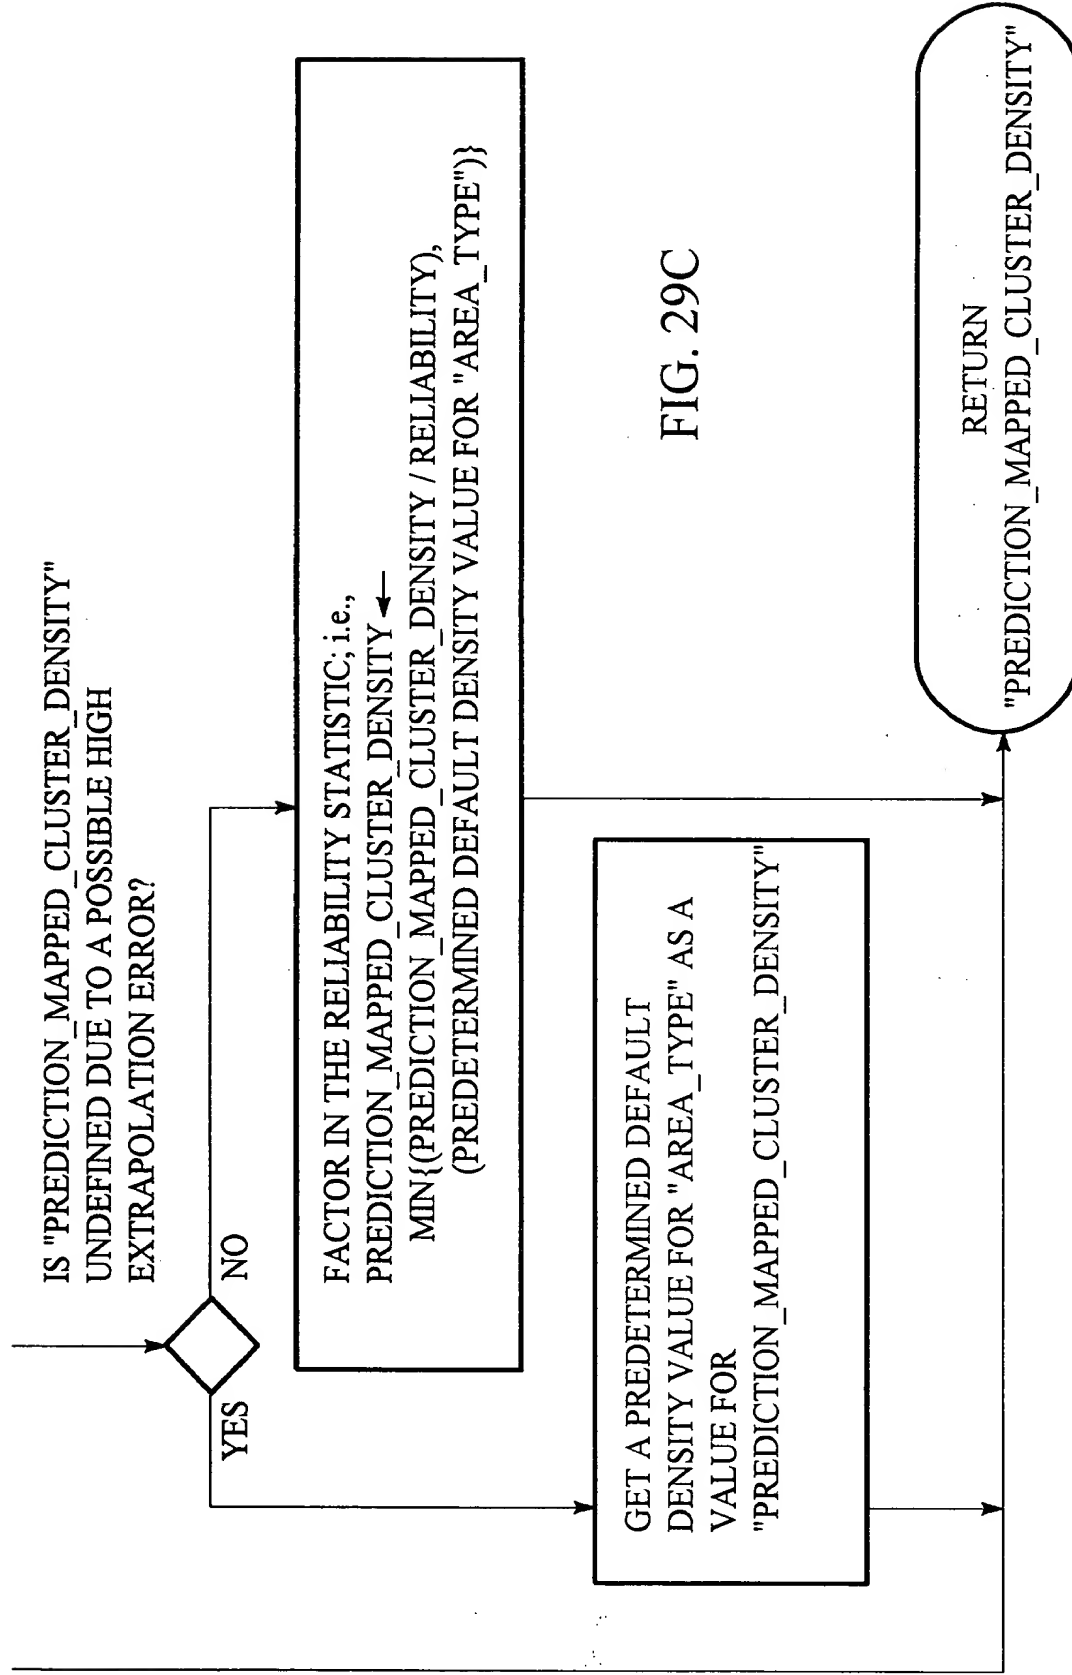 IS "PREDICTION_MAPPED_CLUSTER_DENSITY"
UNDEFINED DUE TO A POSSIBLE HIGH
EXTRAPOLATION ERROR?
YES
NO
FACTOR IN THE RELIABILITY STATISTIC; i.e.,
PREDICTION_MAPPED_CLUSTER_DENSITY ←
MIN{(PREDICTION_MAPPED_CLUSTER_DENSITY / RELIABILITY),
(PREDETERMINED DEFAULT DENSITY VALUE FOR "AREA_TYPE")}
GET A PREDETERMINED DEFAULT
DENSITY VALUE FOR "AREA_TYPE" AS A
VALUE FOR
"PREDICTION_MAPPED_CLUSTER_DENSITY"
FIG. 29C
RETURN
"PREDICTION_MAPPED_CLUSTER_DENSITY"